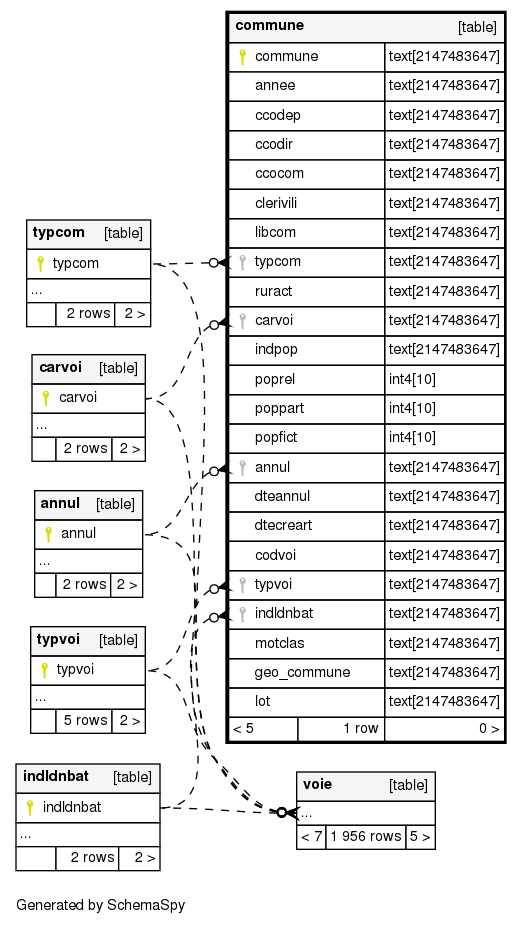 commune [table]
commune text[2147483647]
annee text[2147483647]
ccodep text[2147483647]
ccodir text[2147483647]
ccocom text[2147483647]
clerivili text[2147483647]
libcom text[2147483647]
typcom text[2147483647]
ruract text[2147483647]
carvoi text[2147483647]
indpop text[2147483647]
poprel int4[10]
poppart int4[10]
popfict int4[10]
annul text[2147483647]
dteannul text[2147483647]
dtecreart text[2147483647]
codvoi text[2147483647]
typvoi text[2147483647]
indldnbat text[2147483647]
motclas text[2147483647]
geo_commune text[2147483647]
lot text[2147483647]
< 5 1 row 0 >
typcom [table]
typcom
...
2 rows 2 >
carvoi [table]
carvoi
...
2 rows 2 >
annul [table]
annul
...
2 rows 2 >
typvoi [table]
typvoi
...
5 rows 2 >
indldnbat [table]
indldnbat
...
2 rows 2 >
voie [table]
...
< 7 1 956 rows 5 >
Generated by SchemaSpy